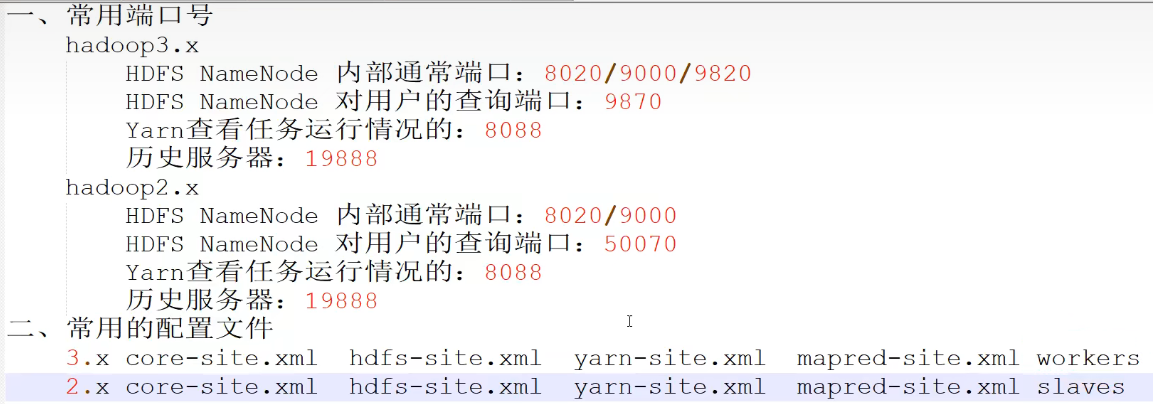 一、常用端口号
hadoop3.x
HDFS NameNode 内部通常端口：8020/9000/9820
HDFS NameNode 对用户的查询端口：9870
Yarn查看任务运行情况的：8088
历史服务器：19888
hadoop2.x
HDFS NameNode 内部通常端口：8020/9000
HDFS NameNode 对用户的查询端口：50070
Yarn查看任务运行情况的：8088
历史服务器：19888
二、常用的配置文件
3.x core-site.xml  hdfs-site.xml  yarn-site.xml  mapred-site.xml workers
2.x core-site.xml  hdfs-site.xml  yarn-site.xml  mapred-site.xml slaves